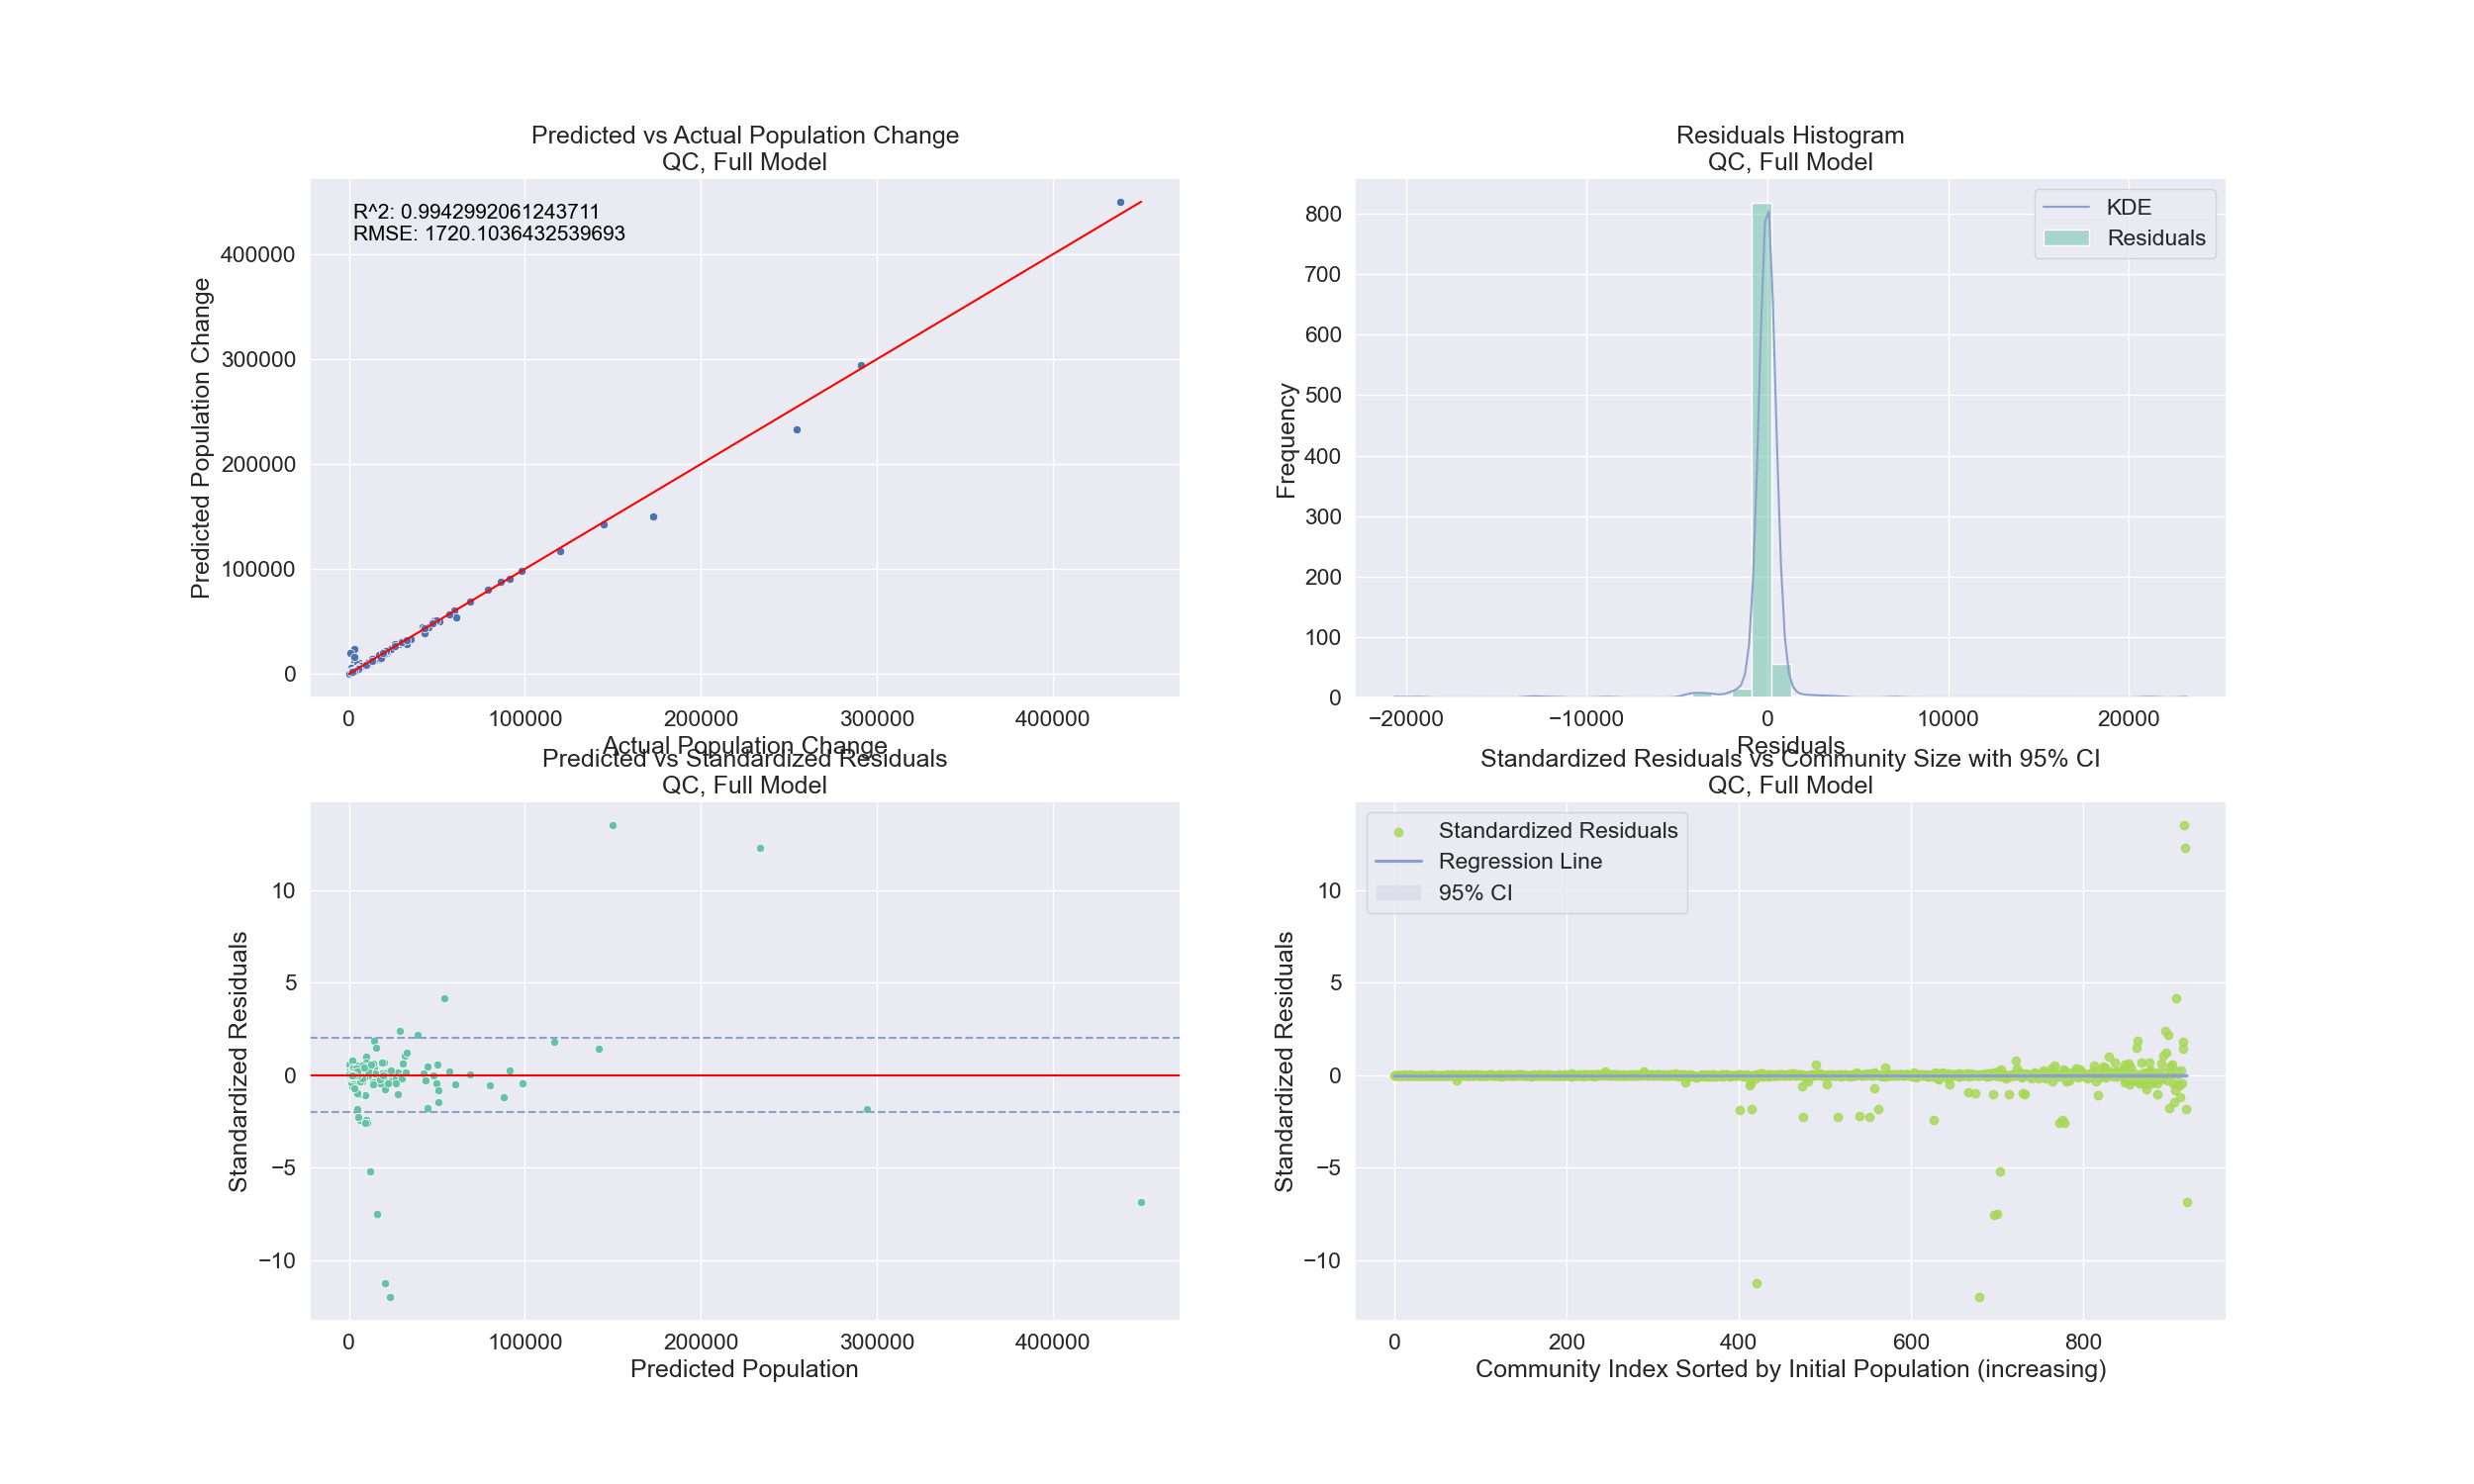 Predicted vs Actual Population Change
QC, Full Model
R^2: 0.9942992061243711
RMSE: 1720.1036432539693
Predicted Population Change
400000
300000
200000
100000
0
0 100000 200000 300000 400000
Actual Population Change
Residuals Histogram
QC, Full Model
KDE
Residuals
Frequency
800
700
600
500
400
300
200
100
0
−20000 −10000 0 10000 20000
Residuals
Predicted vs Standardized Residuals
QC, Full Model
Standardized Residuals
10
5
0
−5
−10
0 100000 200000 300000 400000
Predicted Population
Standardized Residuals vs Community Size with 95% CI
QC, Full Model
Standardized Residuals
Regression Line
95% CI
Standardized Residuals
10
5
0
−5
−10
0 200 400 600 800
Community Index Sorted by Initial Population (increasing)